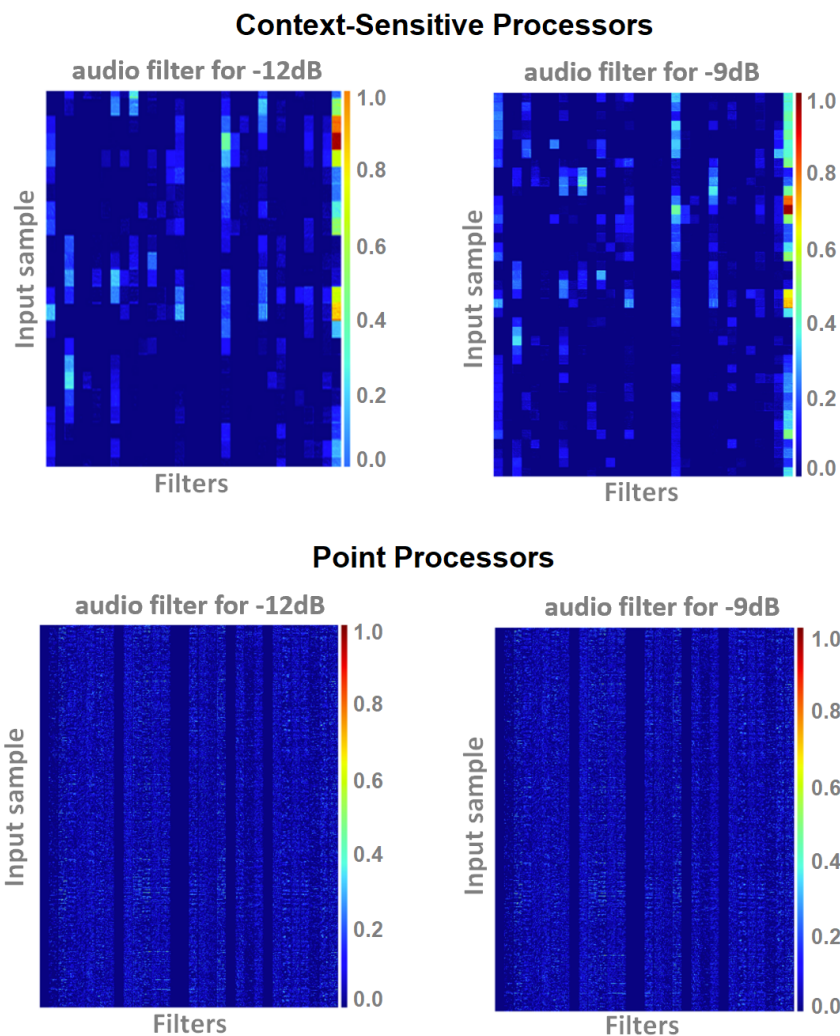 Context-Sensitive Processors
audio filter for -12dB
audio filter for -9dB
Input sample
1.0
0.8
0.6
0.4
0.2
0.0
Filters
Input sample
1.0
0.8
0.6
0.4
0.2
0.0
Filters
Point Processors
audio filter for -12dB
audio filter for -9dB
Input sample
1.0
0.8
0.6
0.4
0.2
0.0
Filters
Input sample
1.0
0.8
0.6
0.4
0.2
0.0
Filters